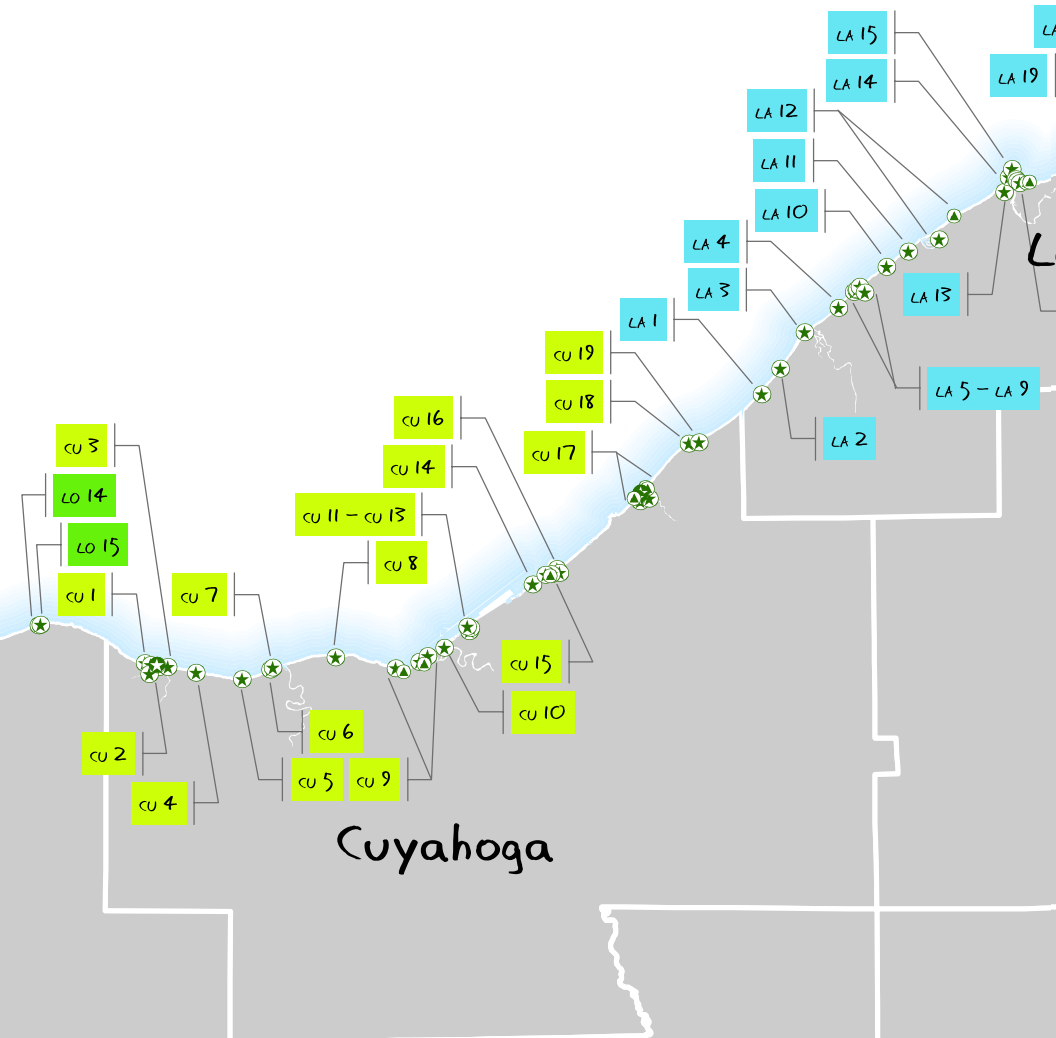 LA 15
LA
LA 14
LA 19
LA 12
LA 11
LA 10
LA 4
LA 3
LA 13
LA 1
CU 19
LA 5 – LA 9
CU 18
CU 16
CU 3
LA 2
CU 17
CU 14
LO 14
CU 11 – CU 13
LO 15
CU 8
CU 1
CU 7
CU 15
CU 10
CU 6
CU 2
CU 5
CU 9
CU 4
Cuyahoga